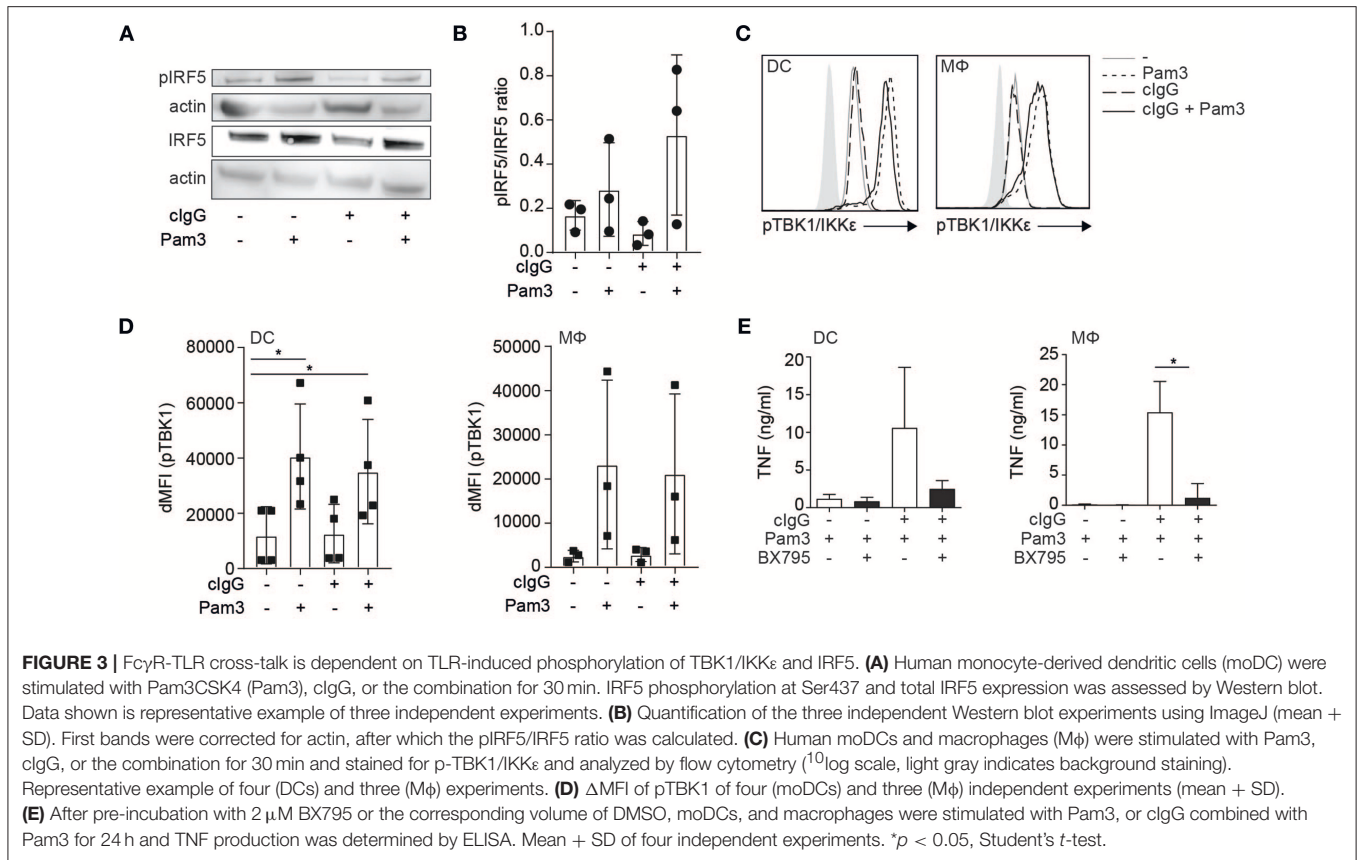 A
pIRF5
actin
IRF5
actin
cIgG - - + +
Pam3 - + - +
B
pIRF5/IRF5 ratio
1.0
0.8
0.6
0.4
0.2
0.0
cIgG - - + +
Pam3 - + - +
C
DC
MΦ
pTBK1/IKKε
pTBK1/IKKε
-
Pam3
cIgG
cIgG + Pam3
D
DC
dMFI (pTBK1)
80000
60000
40000
20000
0
* 
*
cIgG - - + +
Pam3 - + - +
MΦ
dMFI (pTBK1)
50000
40000
30000
20000
10000
0
cIgG - - + +
Pam3 - + - +
E
DC
TNF (ng/ml)
20
15
10
5
0
cIgG - - + +
Pam3 + + + +
BX795 - + - +
MΦ
TNF (ng/ml)
25
20
15
10
5
0
*
cIgG - - + +
Pam3 + + + +
BX795 - + - +
FIGURE 3 | FcγR-TLR cross-talk is dependent on TLR-induced phosphorylation of TBK1/IKKε and IRF5. (A) Human monocyte-derived dendritic cells (moDC) were
stimulated with Pam3CSK4 (Pam3), cIgG, or the combination for 30 min. IRF5 phosphorylation at Ser437 and total IRF5 expression was assessed by Western blot.
Data shown is representative example of three independent experiments. (B) Quantification of the three independent Western blot experiments using ImageJ (mean +
SD). First bands were corrected for actin, after which the pIRF5/IRF5 ratio was calculated. (C) Human moDCs and macrophages (Mϕ) were stimulated with Pam3,
cIgG, or the combination for 30 min and stained for p-TBK1/IKKε and analyzed by flow cytometry (¹⁰log scale, light gray indicates background staining).
Representative example of four (DCs) and three (Mϕ) experiments. (D) ΔMFI of pTBK1 of four (moDCs) and three (Mϕ) independent experiments (mean + SD).
(E) After pre-incubation with 2 μM BX795 or the corresponding volume of DMSO, moDCs, and macrophages were stimulated with Pam3, or cIgG combined with
Pam3 for 24 h and TNF production was determined by ELISA. Mean + SD of four independent experiments. *p < 0.05, Student's t-test.